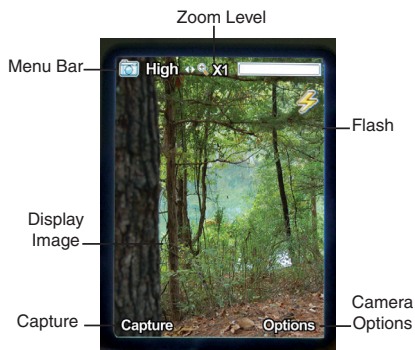 Zoom Level
Menu Bar
High X1
Flash
Display
Image
Capture
Capture
Options
Camera
Options